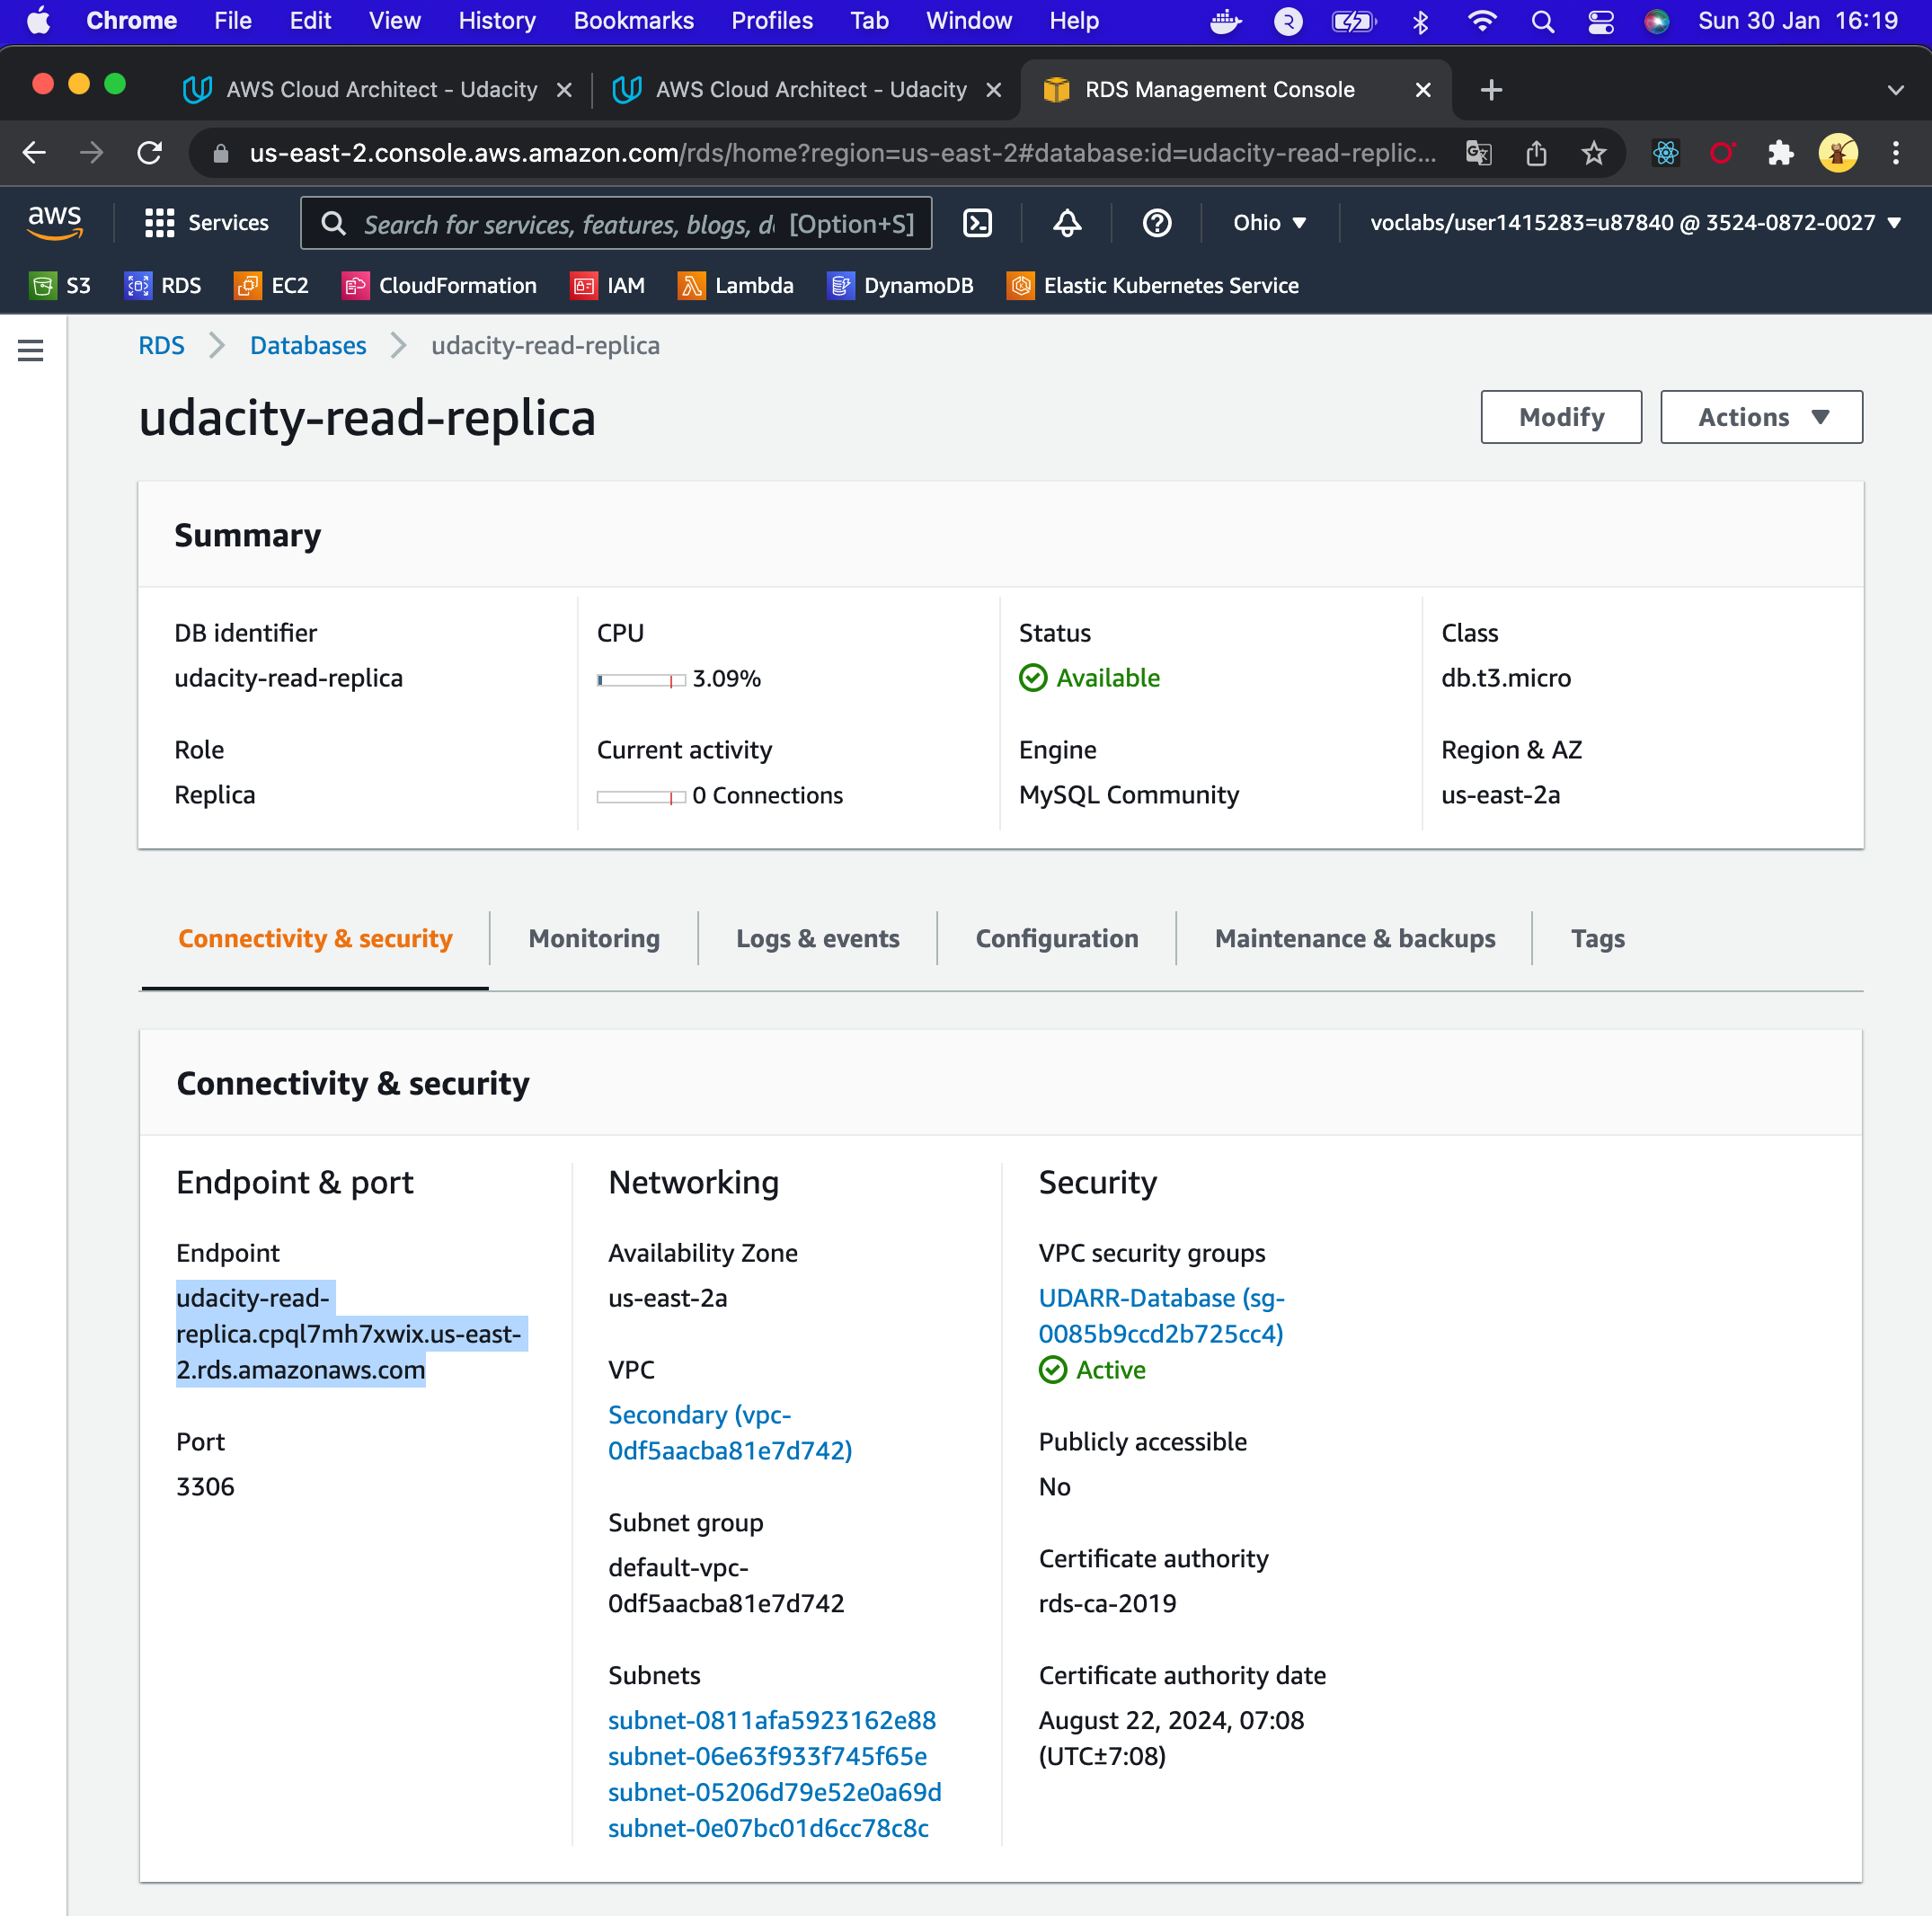 Chrome File Edit View History Bookmarks Profiles Tab Window Help Sun 30 Jan 16:19
AWS Cloud Architect - Udacity AWS Cloud Architect - Udacity RDS Management Console
us-east-2.console.aws.amazon.com/rds/home?region=us-east-2#database:id=udacity-read-replic...
aws Services Search for services, features, blogs, d [Option+S] Ohio voclabs/user1415283=u87840 @ 3524-0872-0027
S3 RDS EC2 CloudFormation IAM Lambda DynamoDB Elastic Kubernetes Service
RDS Databases udacity-read-replica
udacity-read-replica
Modify Actions
Summary
DB identifier CPU Status Class
udacity-read-replica 3.09% Available db.t3.micro
Role Current activity Engine Region & AZ
Replica 0 Connections MySQL Community us-east-2a
Connectivity & security Monitoring Logs & events Configuration Maintenance & backups Tags
Connectivity & security
Endpoint & port
Endpoint
udacity-read-
replica.cpql7mh7xwix.us-east-
2.rds.amazonaws.com
Port
3306
Networking
Availability Zone
us-east-2a
VPC
Secondary (vpc-
0df5aacba81e7d742)
Subnet group
default-vpc-
0df5aacba81e7d742
Subnets
subnet-0811afa5923162e88
subnet-06e63f933f745f65e
subnet-05206d79e52e0a69d
subnet-0e07bc01d6cc78c8c
Security
VPC security groups
UDARR-Database (sg-
0085b9ccd2b725cc4)
Active
Publicly accessible
No
Certificate authority
rds-ca-2019
Certificate authority date
August 22, 2024, 07:08
(UTC±7:08)